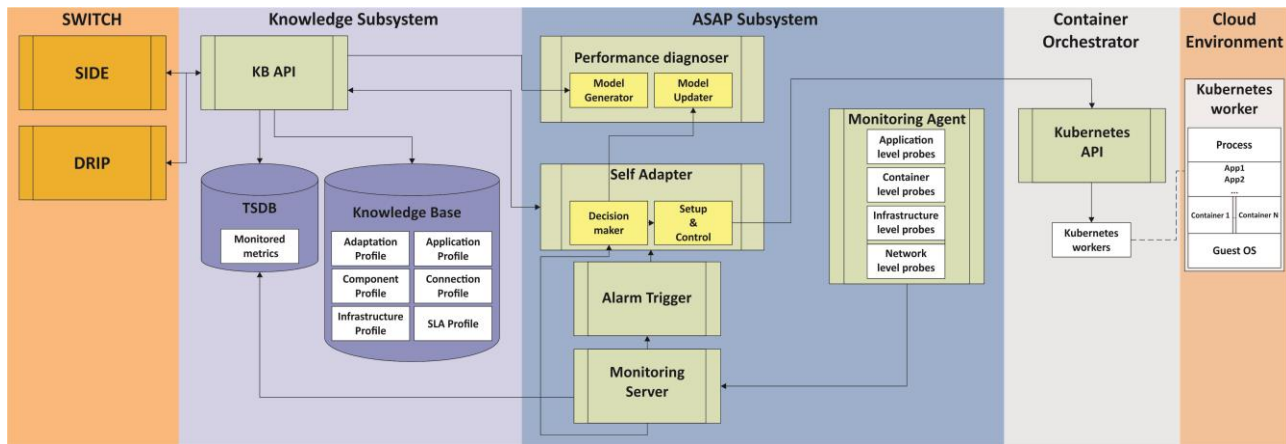 SWITCH
SIDE
DRIP
Knowledge Subsystem
KB API
TSDB
Monitored
metrics
Knowledge Base
Adaptation
Profile
Application
Profile
Component
Profile
Connection
Profile
Infrastructure
Profile
SLA Profile
ASAP Subsystem
Performance diagnoser
Model
Generator
Model
Updater
Self Adapter
Decision
maker
Setup
&
Control
Alarm Trigger
Monitoring
Server
Monitoring Agent
Application
level probes
Container
level probes
Infrastructure
level probes
Network
level probes
Container
Orchestrator
Kubernetes
API
Kubernetes
workers
Cloud
Environment
Kubernetes
worker
Process
App1
App2
...
Container 1
..
Container N
Guest OS